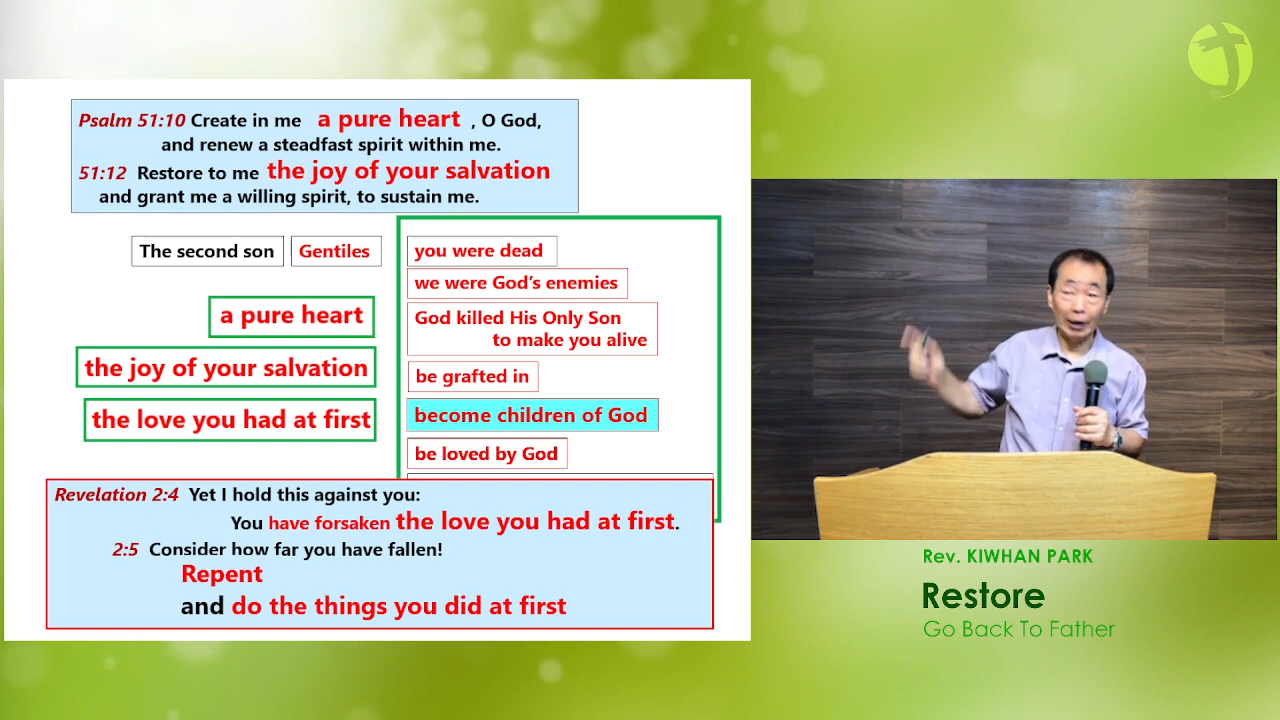 Psalm 51:10 Create in me a pure heart , O God,
and renew a steadfast spirit within me.
51:12 Restore to me the joy of your salvation
and grant me a willing spirit, to sustain me.
The second son Gentiles
a pure heart
the joy of your salvation
the love you had at first
you were dead
we were God's enemies
God killed His Only Son
to make you alive
be grafted in
become children of God
be loved by God
Revelation 2:4 Yet I hold this against you:
You have forsaken the love you had at first.
2:5 Consider how far you have fallen!
Repent
and do the things you did at first
Rev. KIWHAN PARK
Restore
Go Back To Father